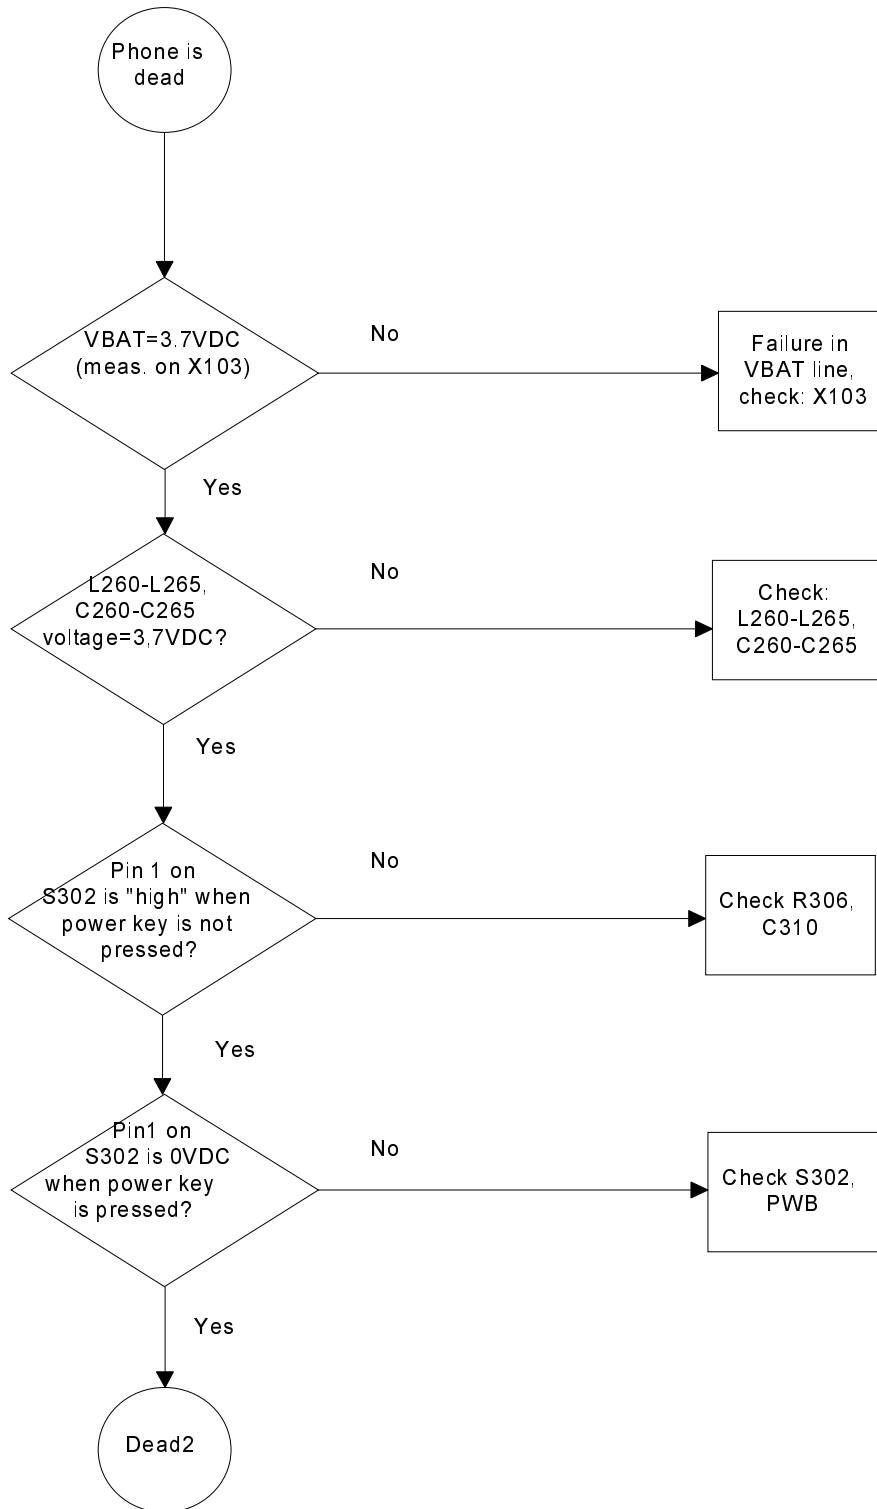 Phone is
dead
VBAT=3.7VDC
(meas. on X103)
No
Failure in
VBAT line,
check: X103
Yes
L260-L265,
C260-C265
voltage=3,7VDC?
No
Check:
L260-L265,
C260-C265
Yes
Pin 1 on
S302 is "high" when
power key is not
pressed?
No
Check R306,
C310
Yes
Pin1 on
S302 is 0VDC
when power key
is pressed?
No
Check S302,
PWB
Yes
Dead2